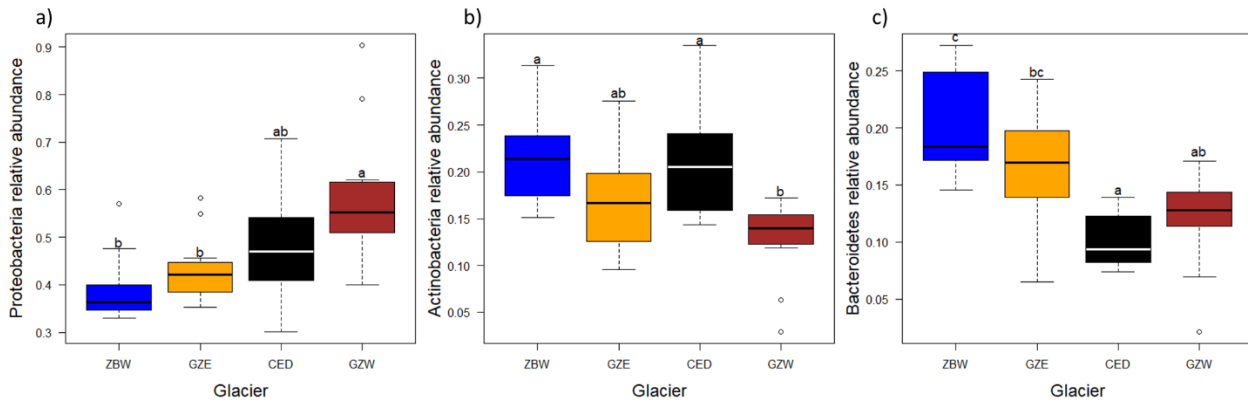 a)
Proteobacteria relative abundance
0.9
0.8
0.7
0.6
0.5
0.4
0.3
b
b
ab
a
ZBW GZE CED GZW
Glacier
b)
Actinobacteria relative abundance
0.30
0.25
0.20
0.15
0.10
0.05
a
ab
a
b
ZBW GZE CED GZW
Glacier
c)
Bacteroidetes relative abundance
0.25
0.20
0.15
0.10
0.05
c
bc
a
ab
ZBW GZE CED GZW
Glacier